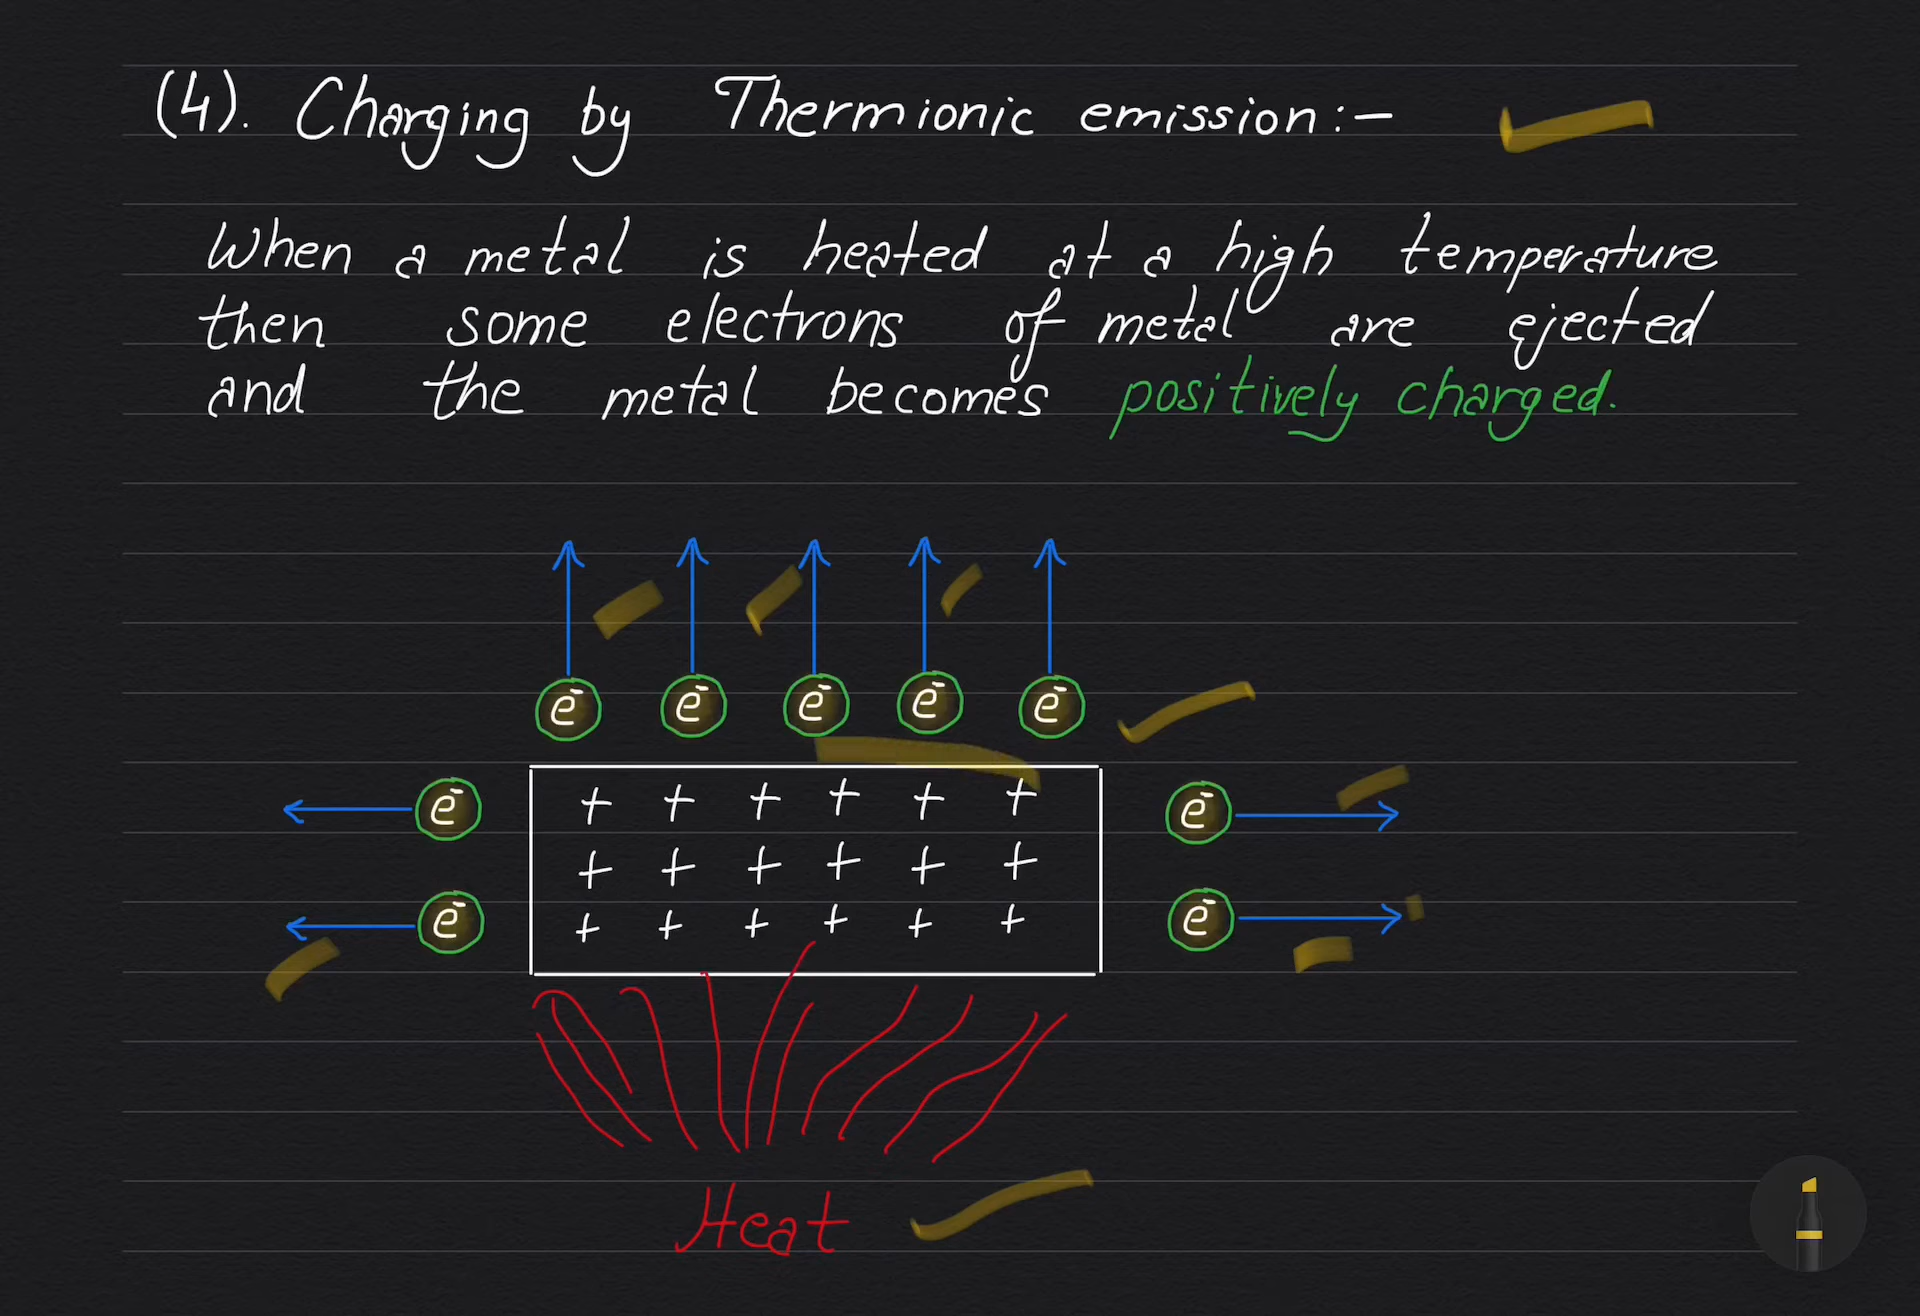 (4). Charging by Thermionic emission:-
When a metal is heated at a high temperature
then some electrons of metal are ejected
and the metal becomes positively charged.
e⁻ e⁻ e⁻ e⁻ e⁻
e⁻ + + + + + + e⁻
+ + + + + +
e⁻ + + + + + + e⁻
Heat